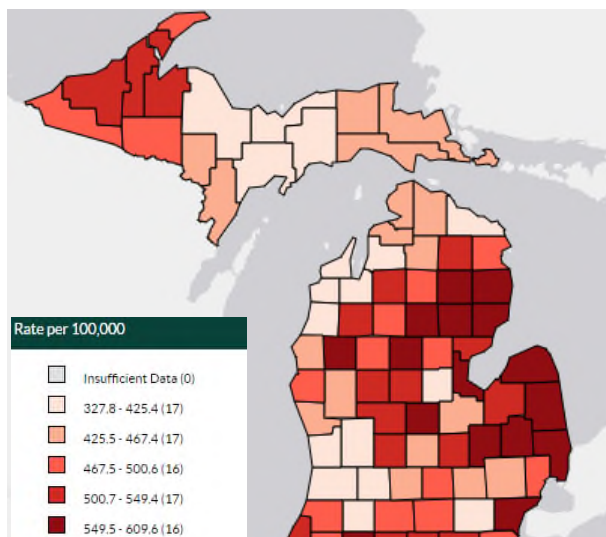 Rate per 100,000
Insufficient Data (0)
327.8 - 425.4 (17)
425.5 - 467.4 (17)
467.5 - 500.6 (16)
500.7 - 549.4 (17)
549.5 - 609.6 (16)